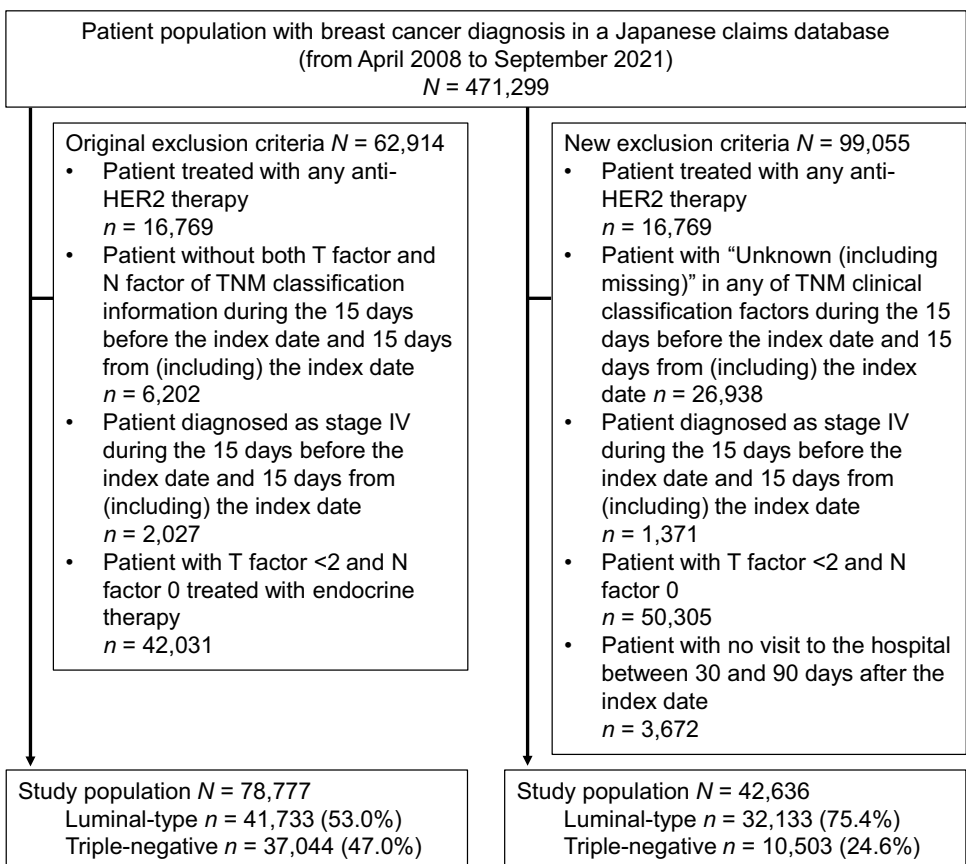 Patient population with breast cancer diagnosis in a Japanese claims database
(from April 2008 to September 2021)
N = 471,299
Original exclusion criteria N = 62,914
• Patient treated with any anti-
HER2 therapy
n = 16,769
• Patient without both T factor and
N factor of TNM classification
information during the 15 days
before the index date and 15 days
from (including) the index date
n = 6,202
• Patient diagnosed as stage IV
during the 15 days before the
index date and 15 days from
(including) the index date
n = 2,027
• Patient with T factor <2 and N
factor 0 treated with endocrine
therapy
n = 42,031
New exclusion criteria N = 99,055
• Patient treated with any anti-
HER2 therapy
n = 16,769
• Patient with “Unknown (including
missing)” in any of TNM clinical
classification factors during the 15
days before the index date and 15
days from (including) the index
date n = 26,938
• Patient diagnosed as stage IV
during the 15 days before the
index date and 15 days from
(including) the index date
n = 1,371
• Patient with T factor <2 and N
factor 0
n = 50,305
• Patient with no visit to the hospital
between 30 and 90 days after the
index date
n = 3,672
Study population N = 78,777
Luminal-type n = 41,733 (53.0%)
Triple-negative n = 37,044 (47.0%)
Study population N = 42,636
Luminal-type n = 32,133 (75.4%)
Triple-negative n = 10,503 (24.6%)